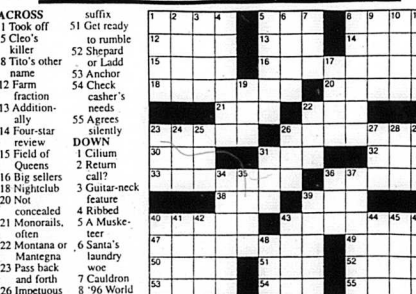 ACROSS
1 Took off
5 Cleo's
killer
8 Tito's other
name
12 Farm
fraction
13 Addition-
ally
14 Four-star
review
15 Field of
Queens
16 Big sellers
18 Nightclub
20 Not
concealed
21 Monorails,
often
22 Montana or
Mantegna
23 Pass back
and forth
26 Impetuous
suffix
51 Get ready
to rumble
52 Shepard
or Ladd
53 Anchor
54 Check
casher's
needs
55 Agrees
silently
DOWN
1 Cilium
2 Return
call?
3 Guitar-neck
feature
4 Ribbed
5 A Muske-
teer
6 Santa's
laundry
woe
7 Cauldron
8 '96 World
1 2 3 4 5 6 7 8 9 10
12 13 14
15 16 17
18 19 20
21 22
23 24 25 26 27 28
30 31 32
33 34 35 36 37
38 39
40 41 42 43 44 45
47 48 49
50 51 52
53 54 55